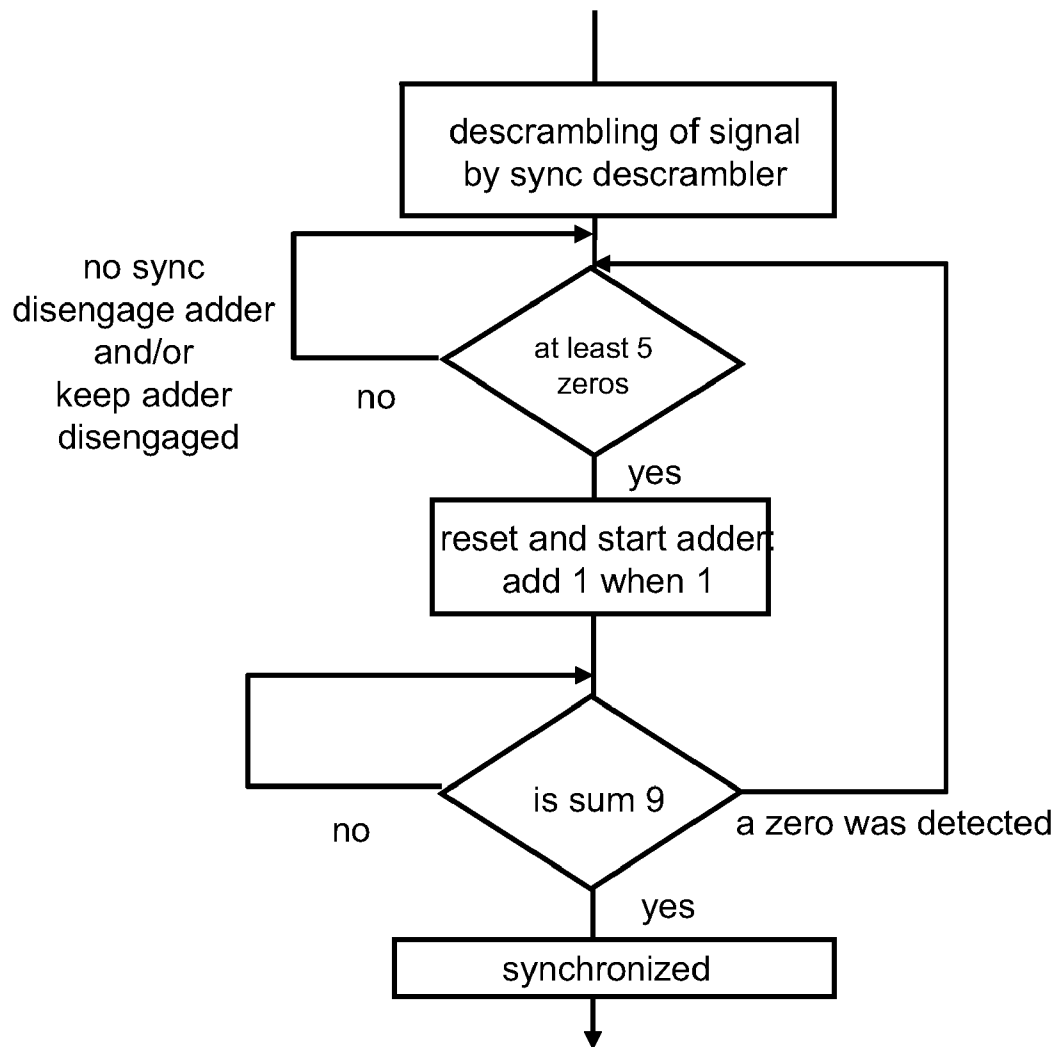 descrambling of signal
by sync descrambler
no sync
disengage adder
and/or
keep adder
disengaged
at least 5
zeros
no
yes
reset and start adder:
add 1 when 1
is sum 9
no
a zero was detected
yes
synchronized